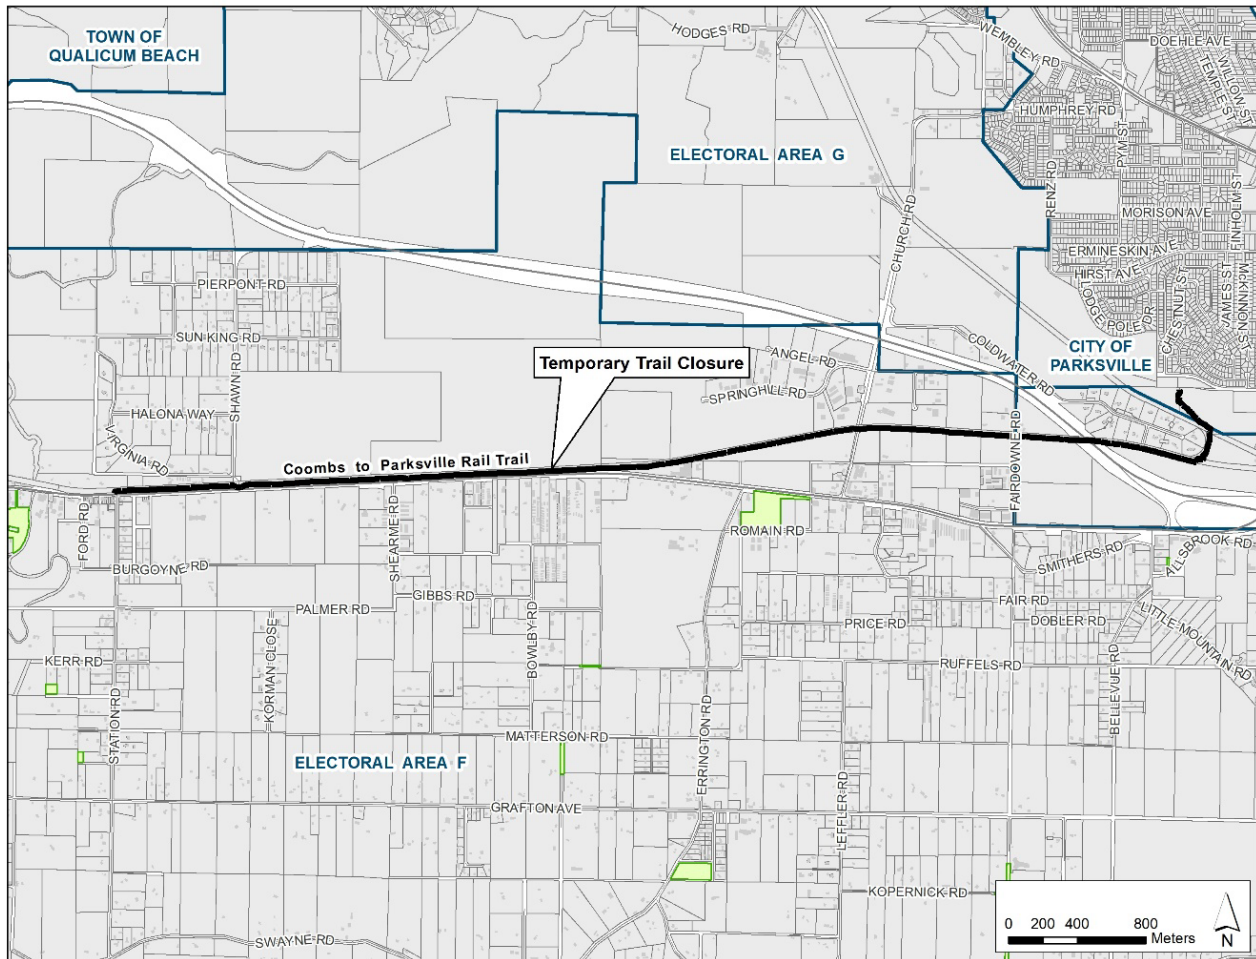 TOWN OF
QUALICUM BEACH
HODGES RD
WEMBLEY RD
DOEHLE AVE
WILLOW ST
TEMPLE ST
HUMPHREY RD
PYM ST
ELECTORAL AREA G
RENZ RD
CHURCH RD
MORISON AVE
FINHOLM ST
ERMINESKIN AVE
HIRST AVE
LODGE POLE DR
CHESTNUT ST
JAMES ST
McKINNON ST
PIERPONT RD
SUN KING RD
SHAWN RD
COLDWATER RD
CITY OF
PARKSVILLE
Temporary Trail Closure
ANGEL RD
SPRINGHILL RD
HALONA WAY
VIRGINIA RD
FAIRDOWNE RD
Coombs to Parksville Rail Trail
FORD RD
SHEARME RD
ROMAIN RD
SMITHERS RD
ALLSBROOK RD
BURGOYNE RD
GIBBS RD
PALMER RD
BOWLBY RD
FAIR RD
PRICE RD
DOBLER RD
LITTLE MOUNTAIN RD
KERR RD
KORMAN CLOSE
STATION RD
RUFFELS RD
BELLEVUE RD
ERRINGTON RD
MATTERSON RD
ELECTORAL AREA F
GRAFTON AVE
LEFFLER RD
KOPERNICK RD
SWAYNE RD
0 200 400 800
Meters
N